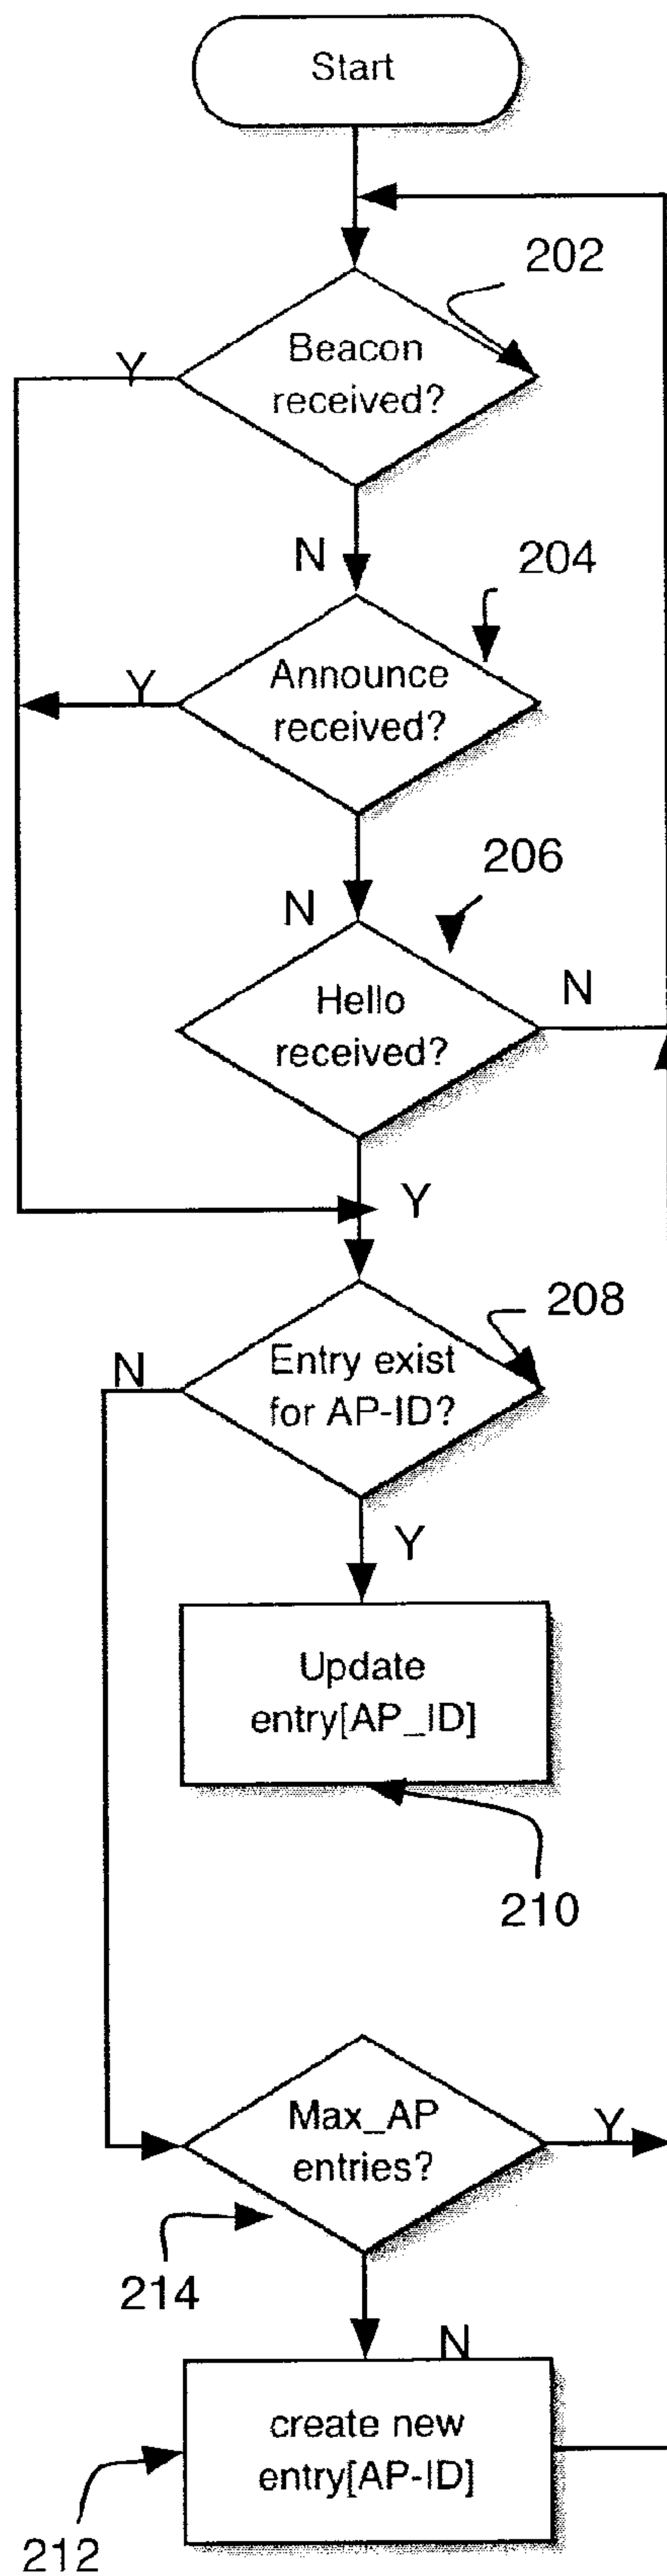 Start
202
Beacon
received?
Y
N
204
Announce
received?
Y
N
206
Hello
received?
N
Y
208
Entry exist
for AP-ID?
N
Y
Update
entry[AP_ID]
210
Max_AP
entries?
Y
214
N
create new
entry[AP-ID]
212